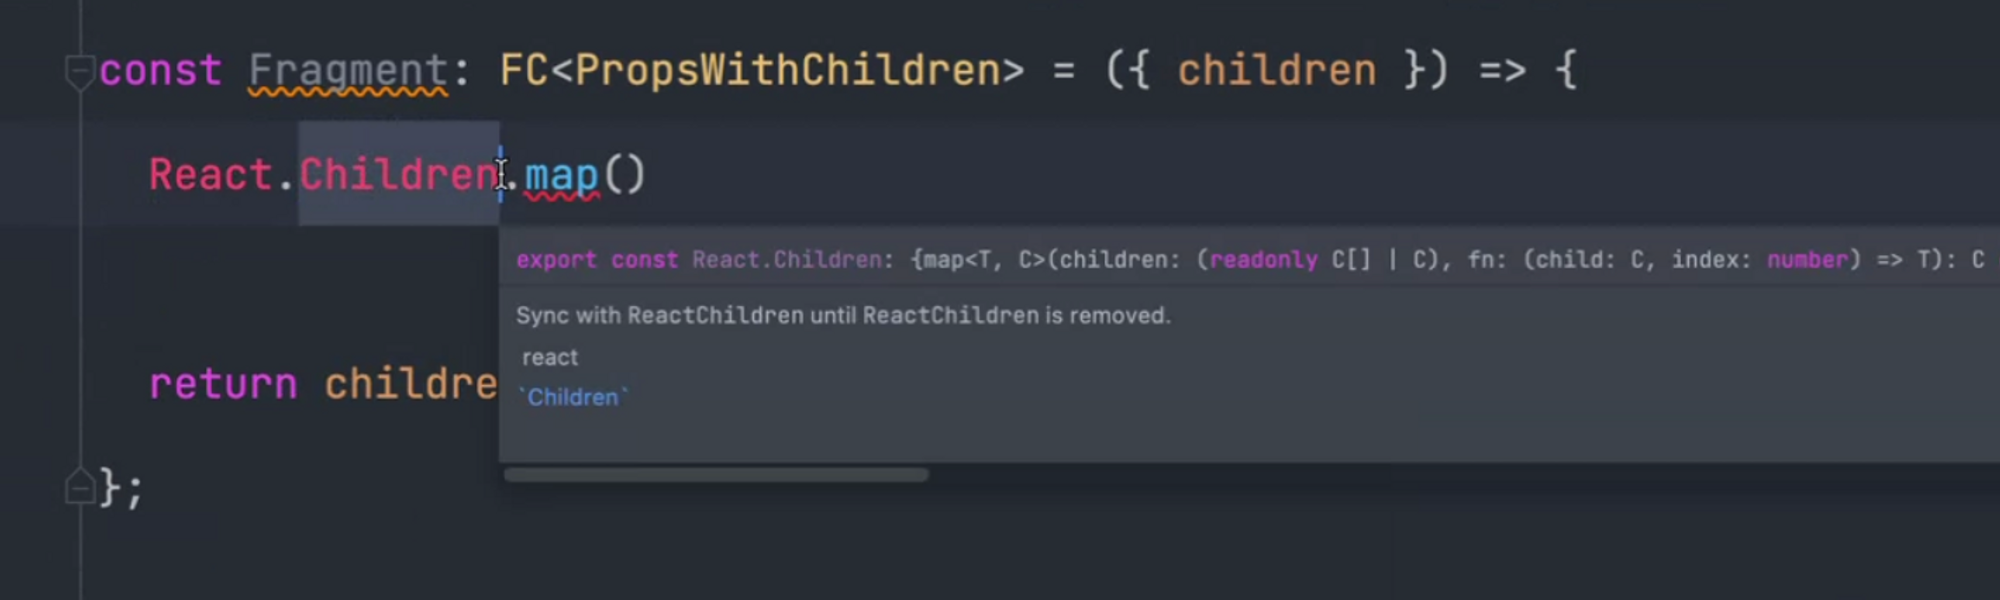 const Fragment: FC<PropsWithChildren> = ({ children }) => {
React.Children.map()
export const React.Children: {map<T, C>(children: (readonly C[] | C), fn: (child: C, index: number) => T): C
Sync with ReactChildren until ReactChildren is removed.
react
`Children`
return childre
};